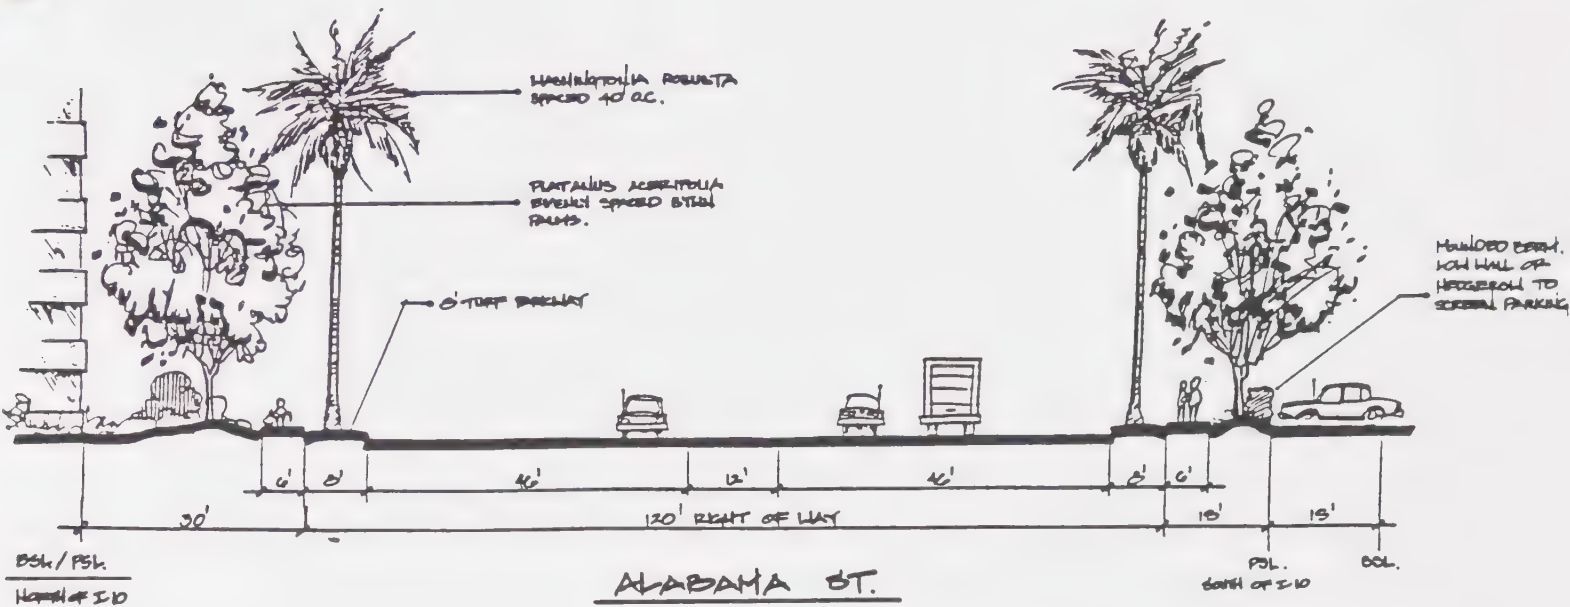 WASHINGTONIA ROBUSTA
SPACED 40' O.C.
PLATANUS ACERIFOLIA
EVENLY SPACED BTWN
PALMS.
8' TURF PARKWAY
MOUNDED BERM,
LOW WALL OR
HEDGEROW TO
SCREEN PARKING
6' 8' 46' 12' 46' 8' 6'
30' 120' RIGHT OF WAY 15' 15'
BSL/PSL.
NORTH OF I-10
PSL.
SOUTH OF I-10
BSL.
ALABAMA ST.